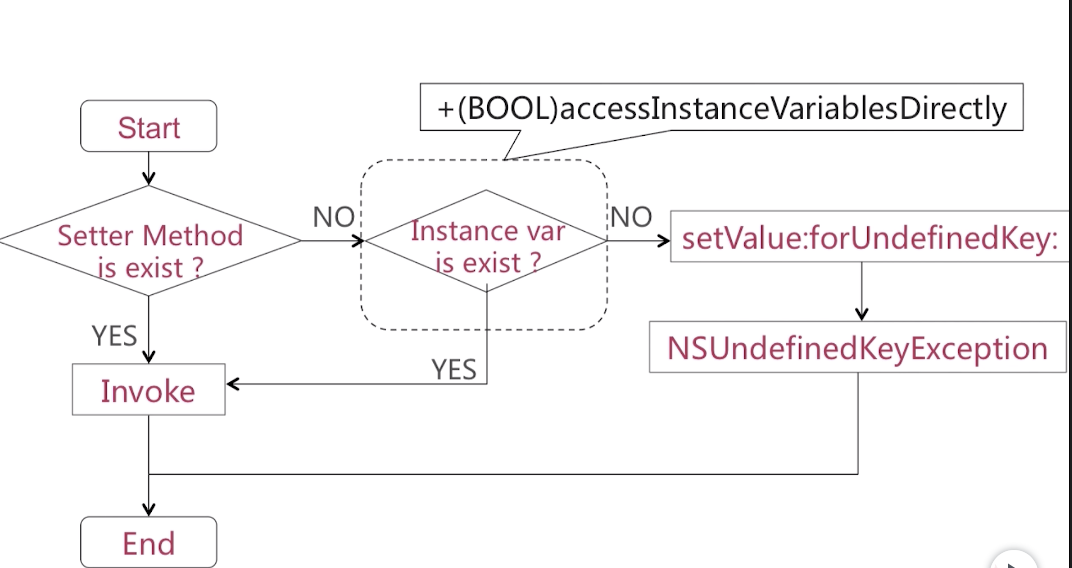 +(BOOL)accessInstanceVariablesDirectly
Start
NO
NO
Setter Method
is exist ?
Instance var
is exist ?
setValue:forUndefinedKey:
YES
NSUndefinedKeyException
YES
Invoke
End